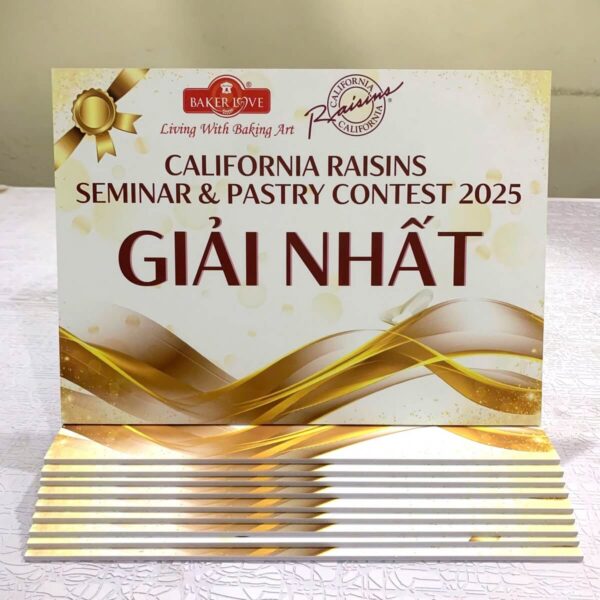 BAKER LOVE
Living With Baking Art
CALIFORNIA
Raisins
CALIFORNIA
CALIFORNIA RAISINS
SEMINAR & PASTRY CONTEST 2025
GIẢI NHẤT